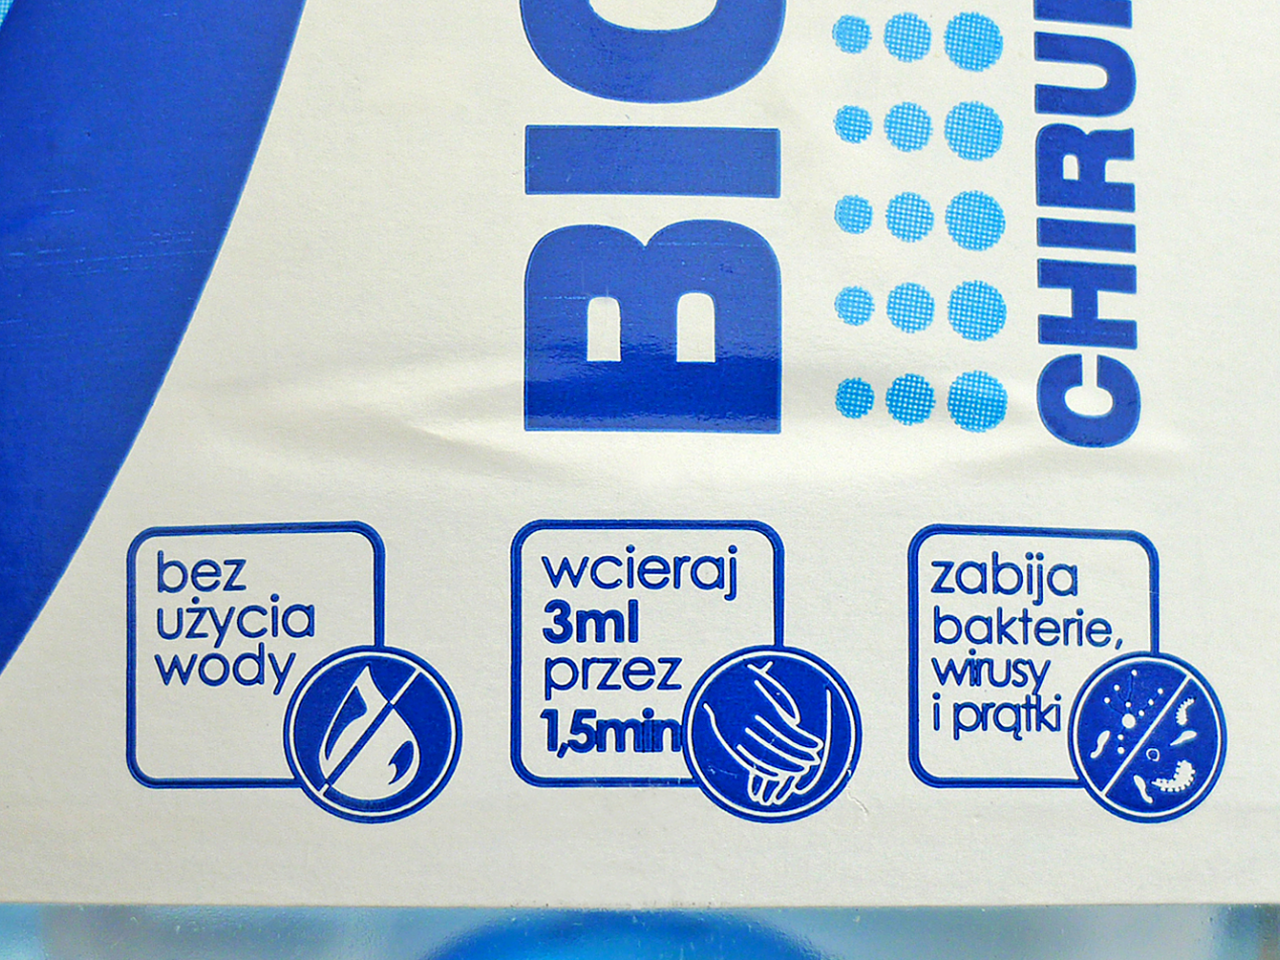 bez
użycia
wody
wcieraj
3ml
przez
1,5min
zabija
bakterie,
wirusy
i prątki